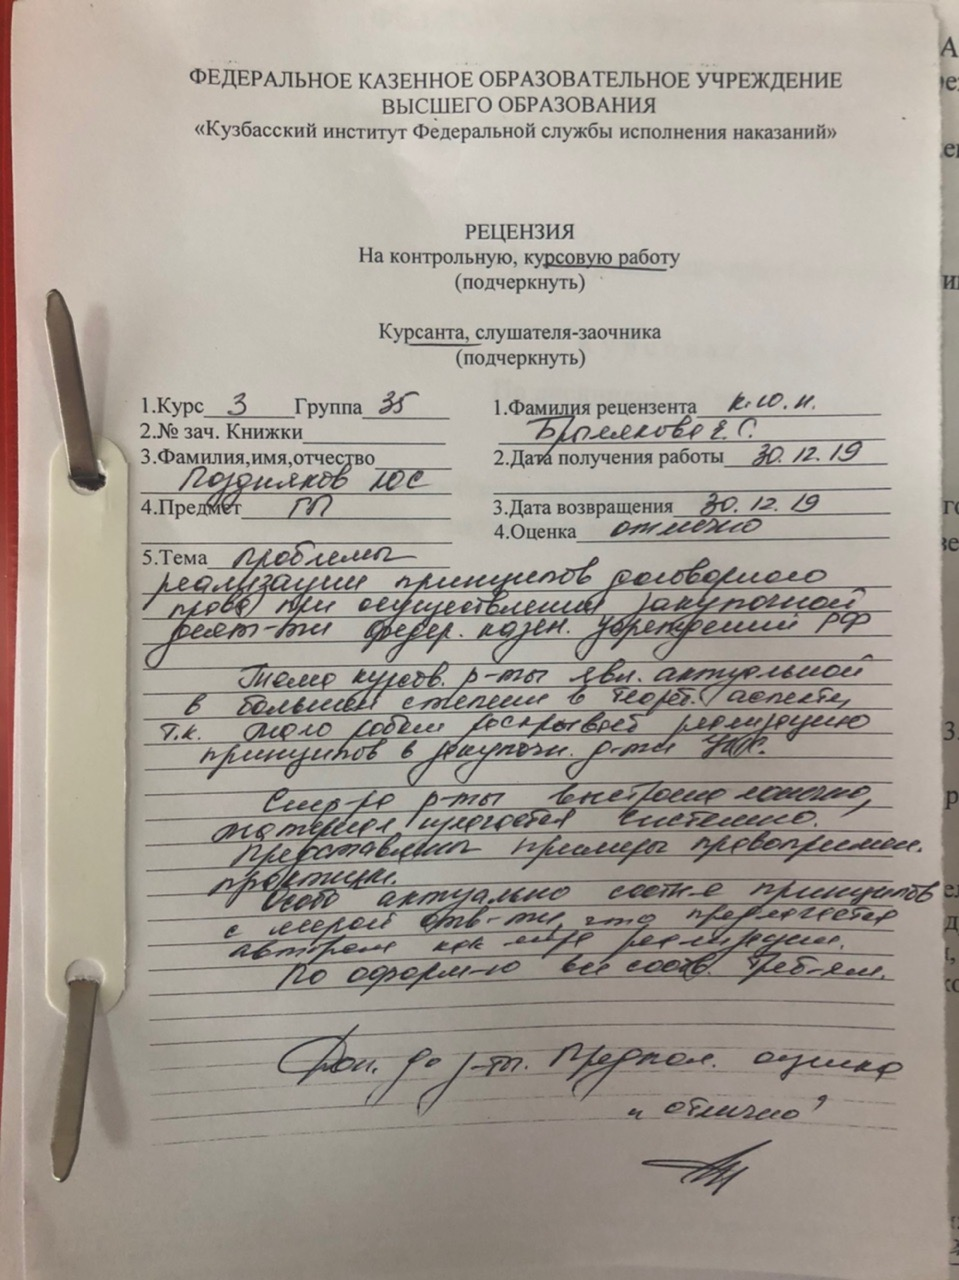 ФЕДЕРАЛЬНОЕ КАЗЕННОЕ ОБРАЗОВАТЕЛЬНОЕ УЧРЕЖДЕНИЕ
ВЫСШЕГО ОБРАЗОВАНИЯ
«Кузбасский институт Федеральной службы исполнения наказаний»
РЕЦЕНЗИЯ
На контрольную, курсовую работу
(подчеркнуть)
Курсанта, слушателя-заочника
(подчеркнуть)
1.Курс 3 Группа 35
2.№ зач. Книжки
3.Фамилия,имя,отчество
Поздняков Ю С
4.Предмет ГП
1.Фамилия рецензента к.ю.н.
Брылякова Е.С.
2.Дата получения работы 30.12.19
3.Дата возвращения 30.12.19
4.Оценка отлично
5.Тема Проблемы
реализации принципов договорного
права при осуществлении закупочной
деят-ти федер. казен. учреждений РФ
Тема курсов. р-ты явл. актуальной
в большей степени в теорет. аспекте,
т.к. мало работ раскрывает реализацию
принципов в закупочн. д-ти
Стр-ра р-ты выстроена логично,
материал излагается системно.
Представлены примеры правопримен.
практики.
Особо актуально соотн-е принципов
с мерой отв-ти, что предлагается
автором как мера реализации.
По оформ-ю все соотв. треб-ям.
Доп. до з-ты. Предпол. оценка
„отлично"